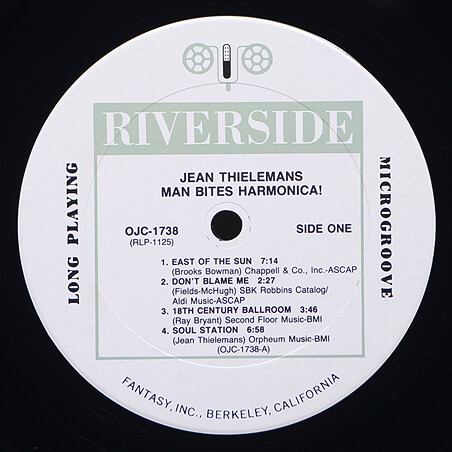 RIVERSIDE
LONG PLAYING
MICROGROOVE
JEAN THIELEMANS
MAN BITES HARMONICA!
OJC-1738
(RLP-1125)
SIDE ONE
1. EAST OF THE SUN 7:14
(Brooks Bowman) Chappell & Co., Inc.-ASCAP
2. DON'T BLAME ME 2:27
(Fields-McHugh) SBK Robbins Catalog/
Aldi Music-ASCAP
3. 18TH CENTURY BALLROOM 3:46
(Ray Bryant) Second Floor Music-BMI
4. SOUL STATION 6:58
(Jean Thielemans) Orpheum Music-BMI
(OJC-1738-A)
FANTASY, INC., BERKELEY, CALIFORNIA